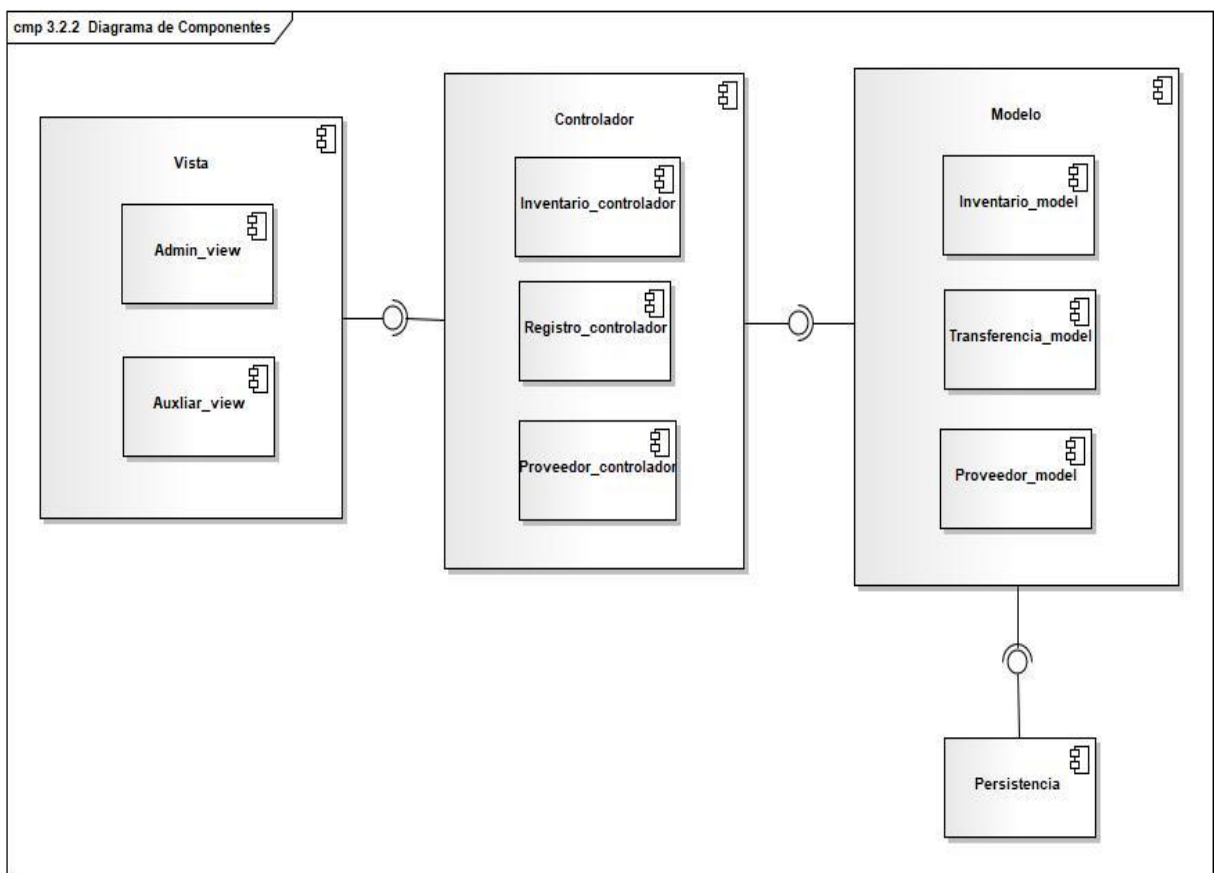 cmp 3.2.2 Diagrama de Componentes
Vista
Admin_view
Auxliar_view
Controlador
Inventario_controlador
Registro_controlador
Proveedor_controlador
Modelo
Inventario_model
Transferencia_model
Proveedor_model
Persistencia